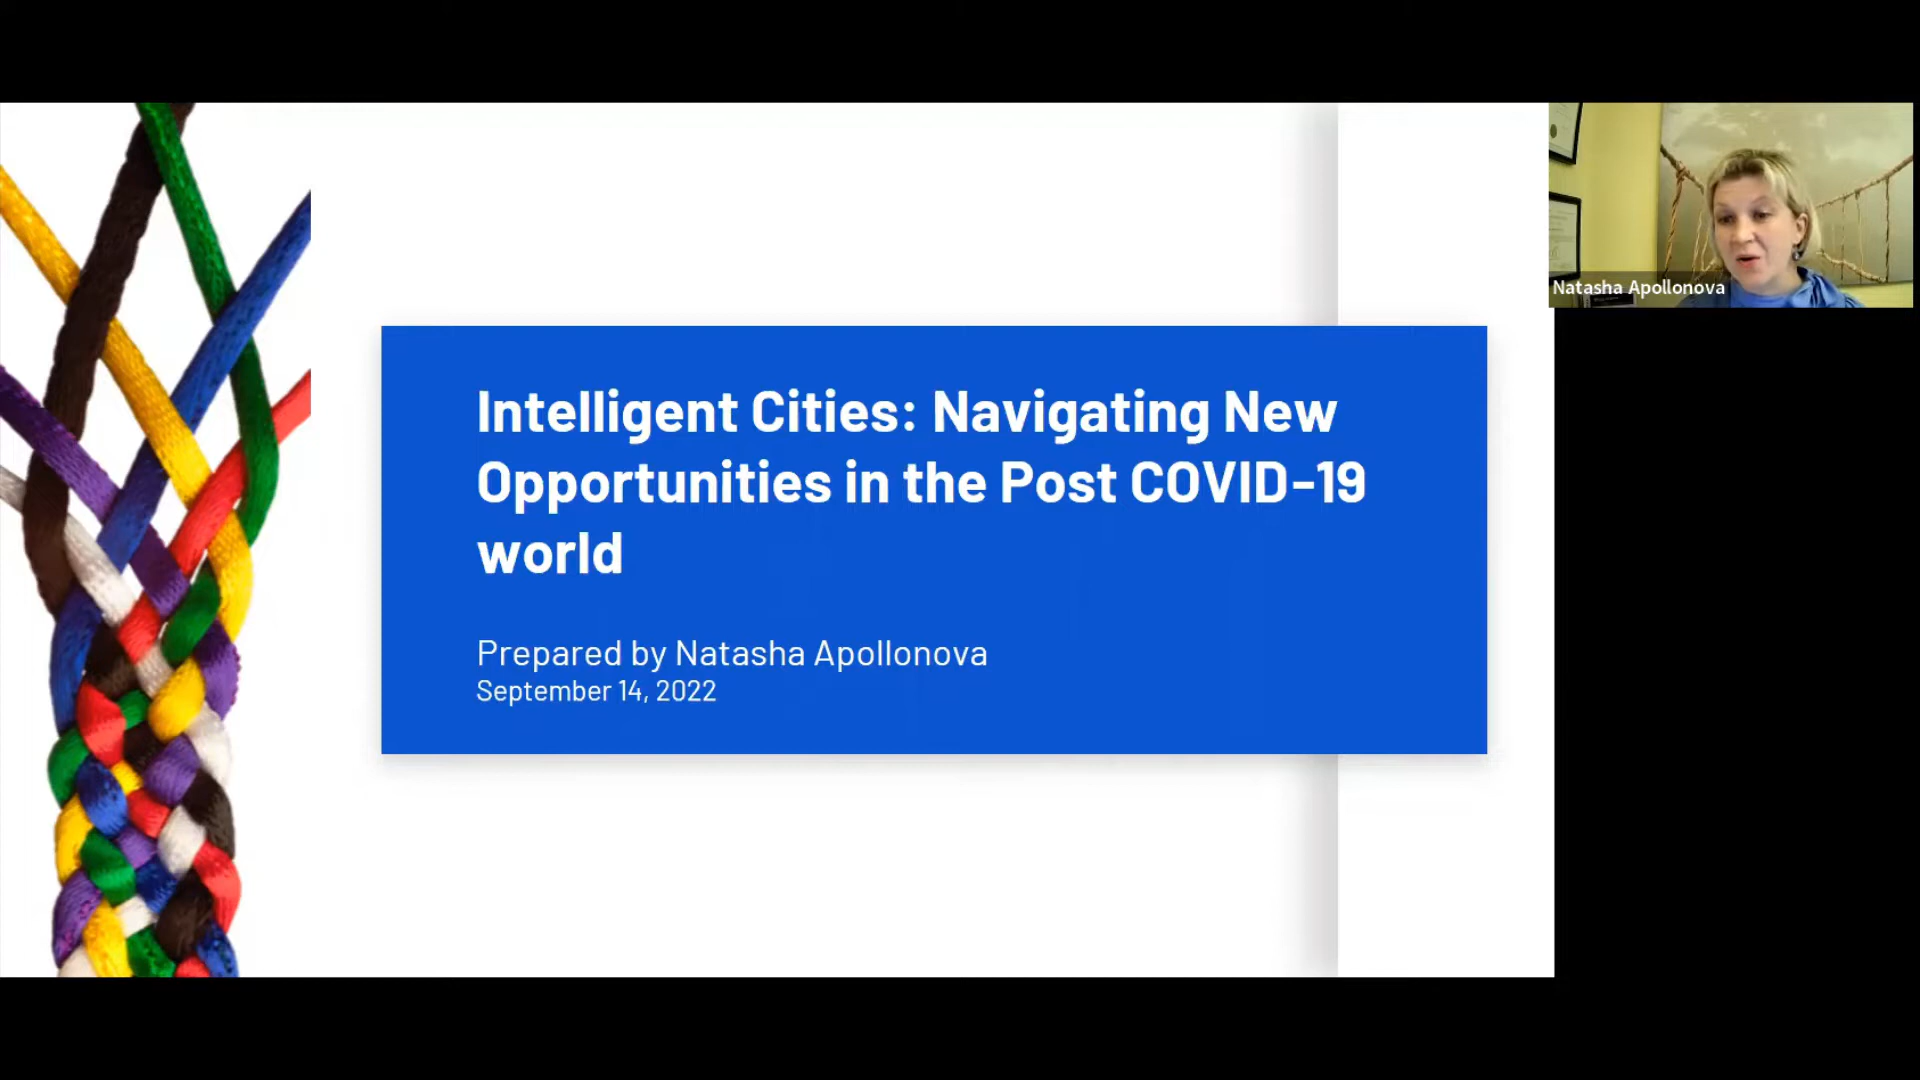 Intelligent Cities: Navigating New
Opportunities in the Post COVID-19
world
Prepared by Natasha Apollonova
September 14, 2022
Natasha Apollonova